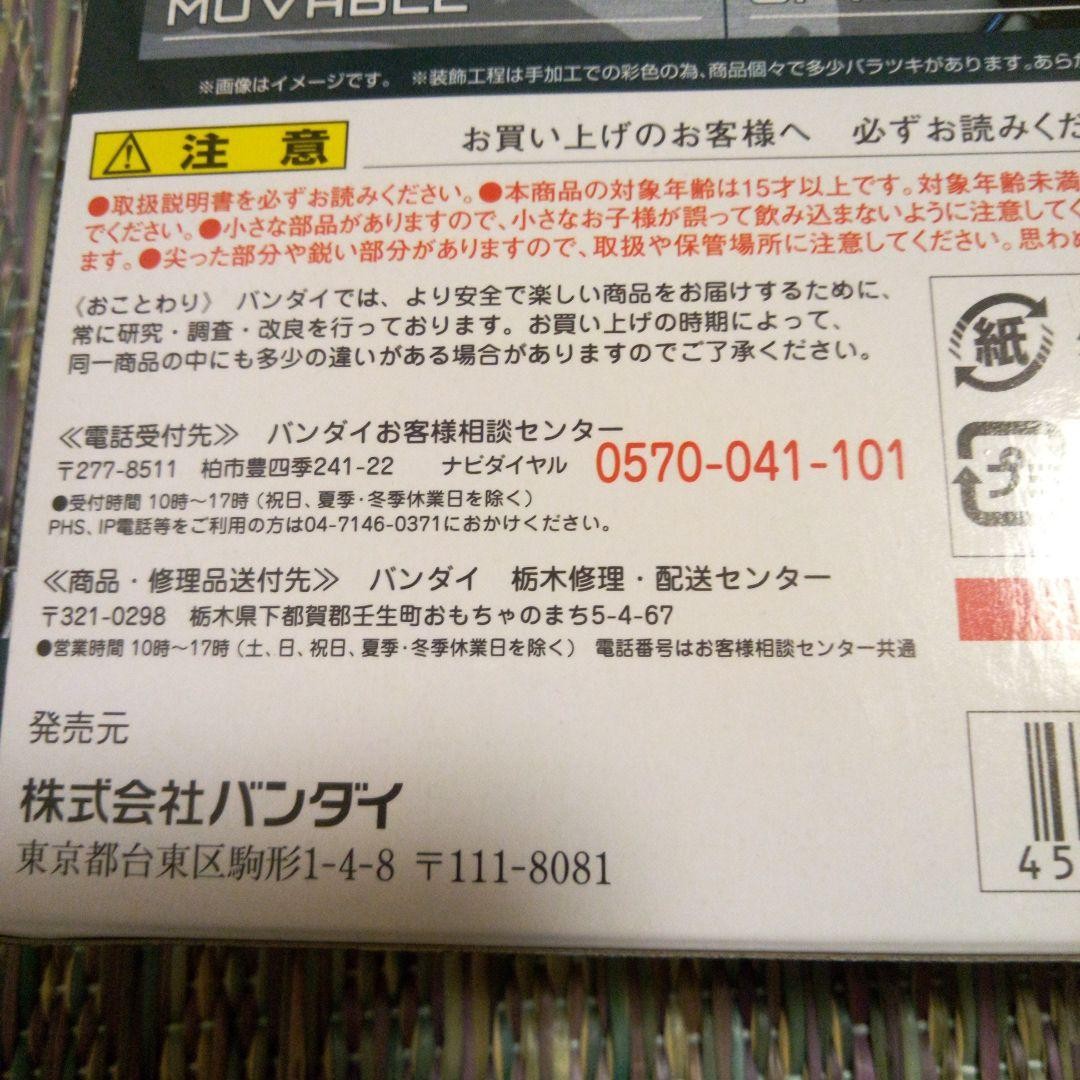 MOVABLE
※画像はイメージです。 ※装飾工程は手加工での彩色の為、商品個々で多少バラツキがあります。あらか
注意
お買い上げのお客様へ 必ずお読みくだ
●取扱説明書を必ずお読みください。●本商品の対象年齢は15才以上です。対象年齢未満
でください。●小さな部品がありますので、小さなお子様が誤って飲み込まないように注意してく
ます。●尖った部分や鋭い部分がありますので、取扱や保管場所に注意してください。思わぬ
〈おことわり〉 バンダイでは、より安全で楽しい商品をお届けするために、
常に研究・調査・改良を行っております。お買い上げの時期によって、
同一商品の中にも多少の違いがある場合がありますのでご了承ください。
紙
プ
≪電話受付先≫ バンダイお客様相談センター
〒277-8511 柏市豊四季241-22 ナビダイヤル 0570-041-101
●受付時間 10時～17時（祝日、夏季・冬季休業日を除く）
PHS、IP電話等をご利用の方は04-7146-0371におかけください。
≪商品・修理品送付先≫ バンダイ 栃木修理・配送センター
〒321-0298 栃木県下都賀郡壬生町おもちゃのまち5-4-67
●営業時間 10時～17時（土、日、祝日、夏季・冬季休業日を除く） 電話番号はお客様相談センター共通
発売元
株式会社バンダイ
東京都台東区駒形1-4-8 〒111-8081
45